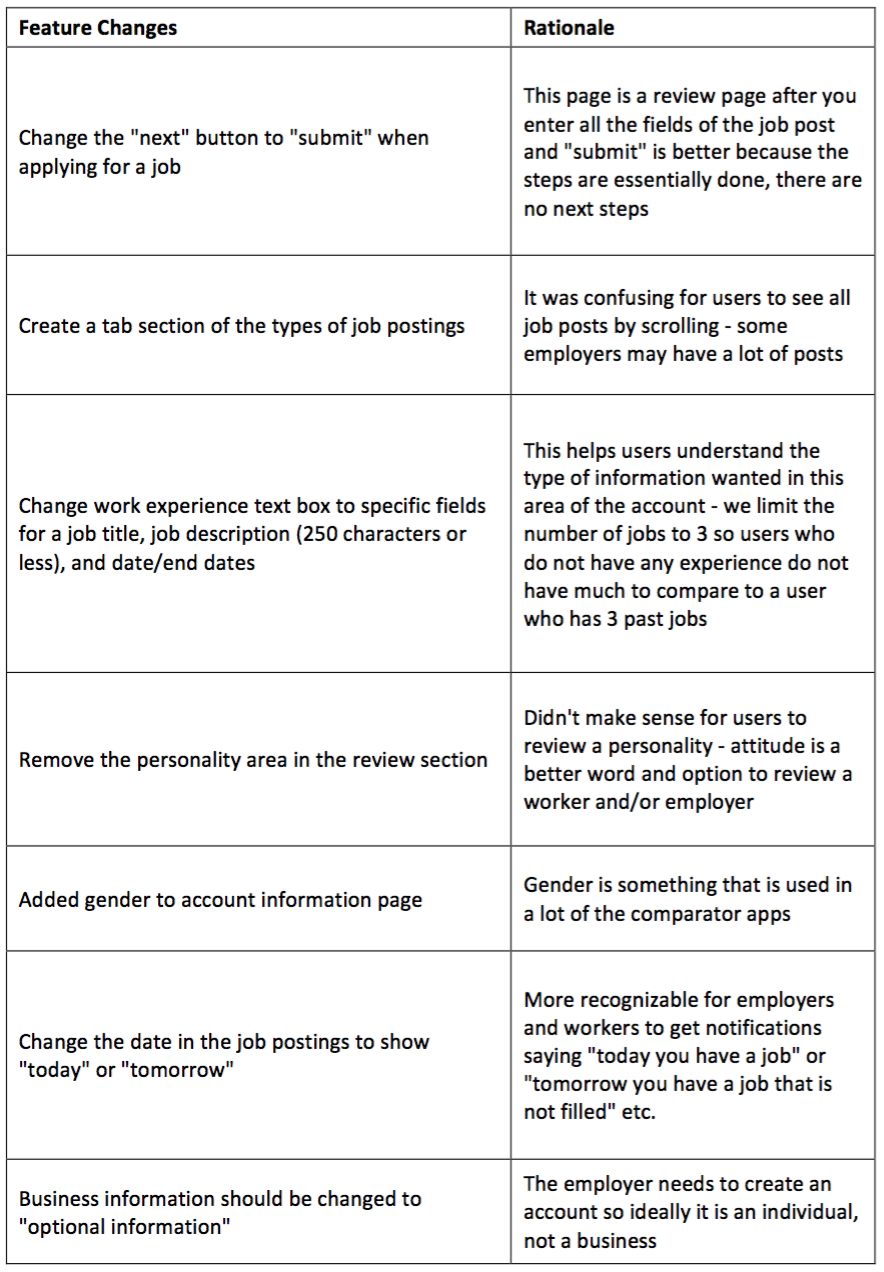 Feature Changes
Rationale
Change the "next" button to "submit" when
applying for a job
This page is a review page after you
enter all the fields of the job post
and "submit" is better because the
steps are essentially done, there are
no next steps
Create a tab section of the types of job postings
It was confusing for users to see all
job posts by scrolling - some
employers may have a lot of posts
Change work experience text box to specific fields
for a job title, job description (250 characters or
less), and date/end dates
This helps users understand the
type of information wanted in this
area of the account - we limit the
number of jobs to 3 so users who
do not have any experience do not
have much to compare to a user
who has 3 past jobs
Remove the personality area in the review section
Didn't make sense for users to
review a personality - attitude is a
better word and option to review a
worker and/or employer
Added gender to account information page
Gender is something that is used in
a lot of the comparator apps
Change the date in the job postings to show
"today" or "tomorrow"
More recognizable for employers
and workers to get notifications
saying "today you have a job" or
"tomorrow you have a job that is
not filled" etc.
Business information should be changed to
"optional information"
The employer needs to create an
account so ideally it is an individual,
not a business